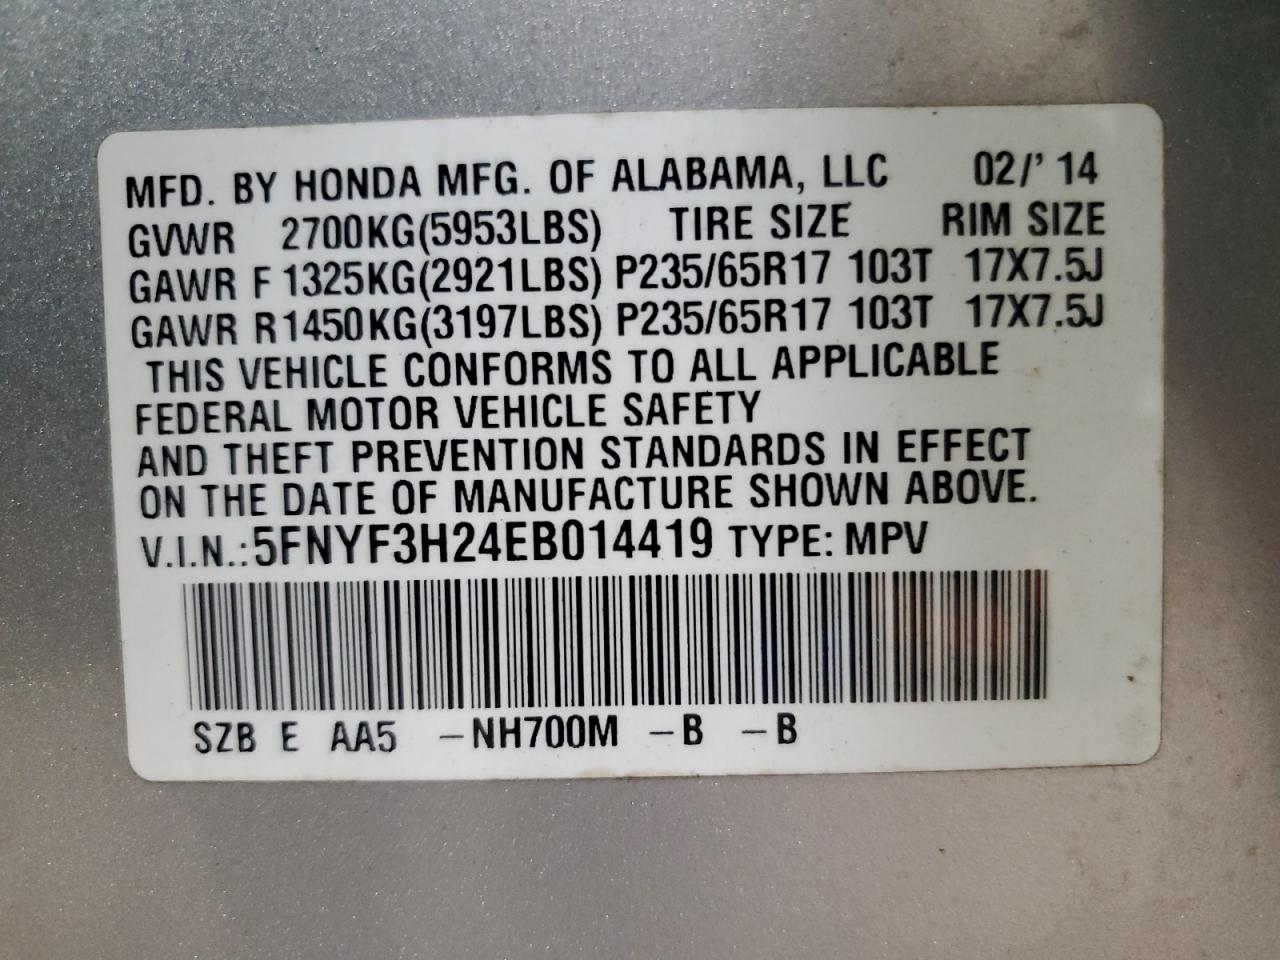 MFD. BY HONDA MFG. OF ALABAMA, LLC 02/' 14
GVWR 2700KG(5953LBS) TIRE SIZE RIM SIZE
GAWR F 1325KG(2921LBS) P235/65R17 103T 17X7.5J
GAWR R1450KG(3197LBS) P235/65R17 103T 17X7.5J
THIS VEHICLE CONFORMS TO ALL APPLICABLE
FEDERAL MOTOR VEHICLE SAFETY
AND THEFT PREVENTION STANDARDS IN EFFECT
ON THE DATE OF MANUFACTURE SHOWN ABOVE.
V.I.N.:5FNYF3H24EB014419 TYPE: MPV
SZB E AA5 -NH700M -B -B